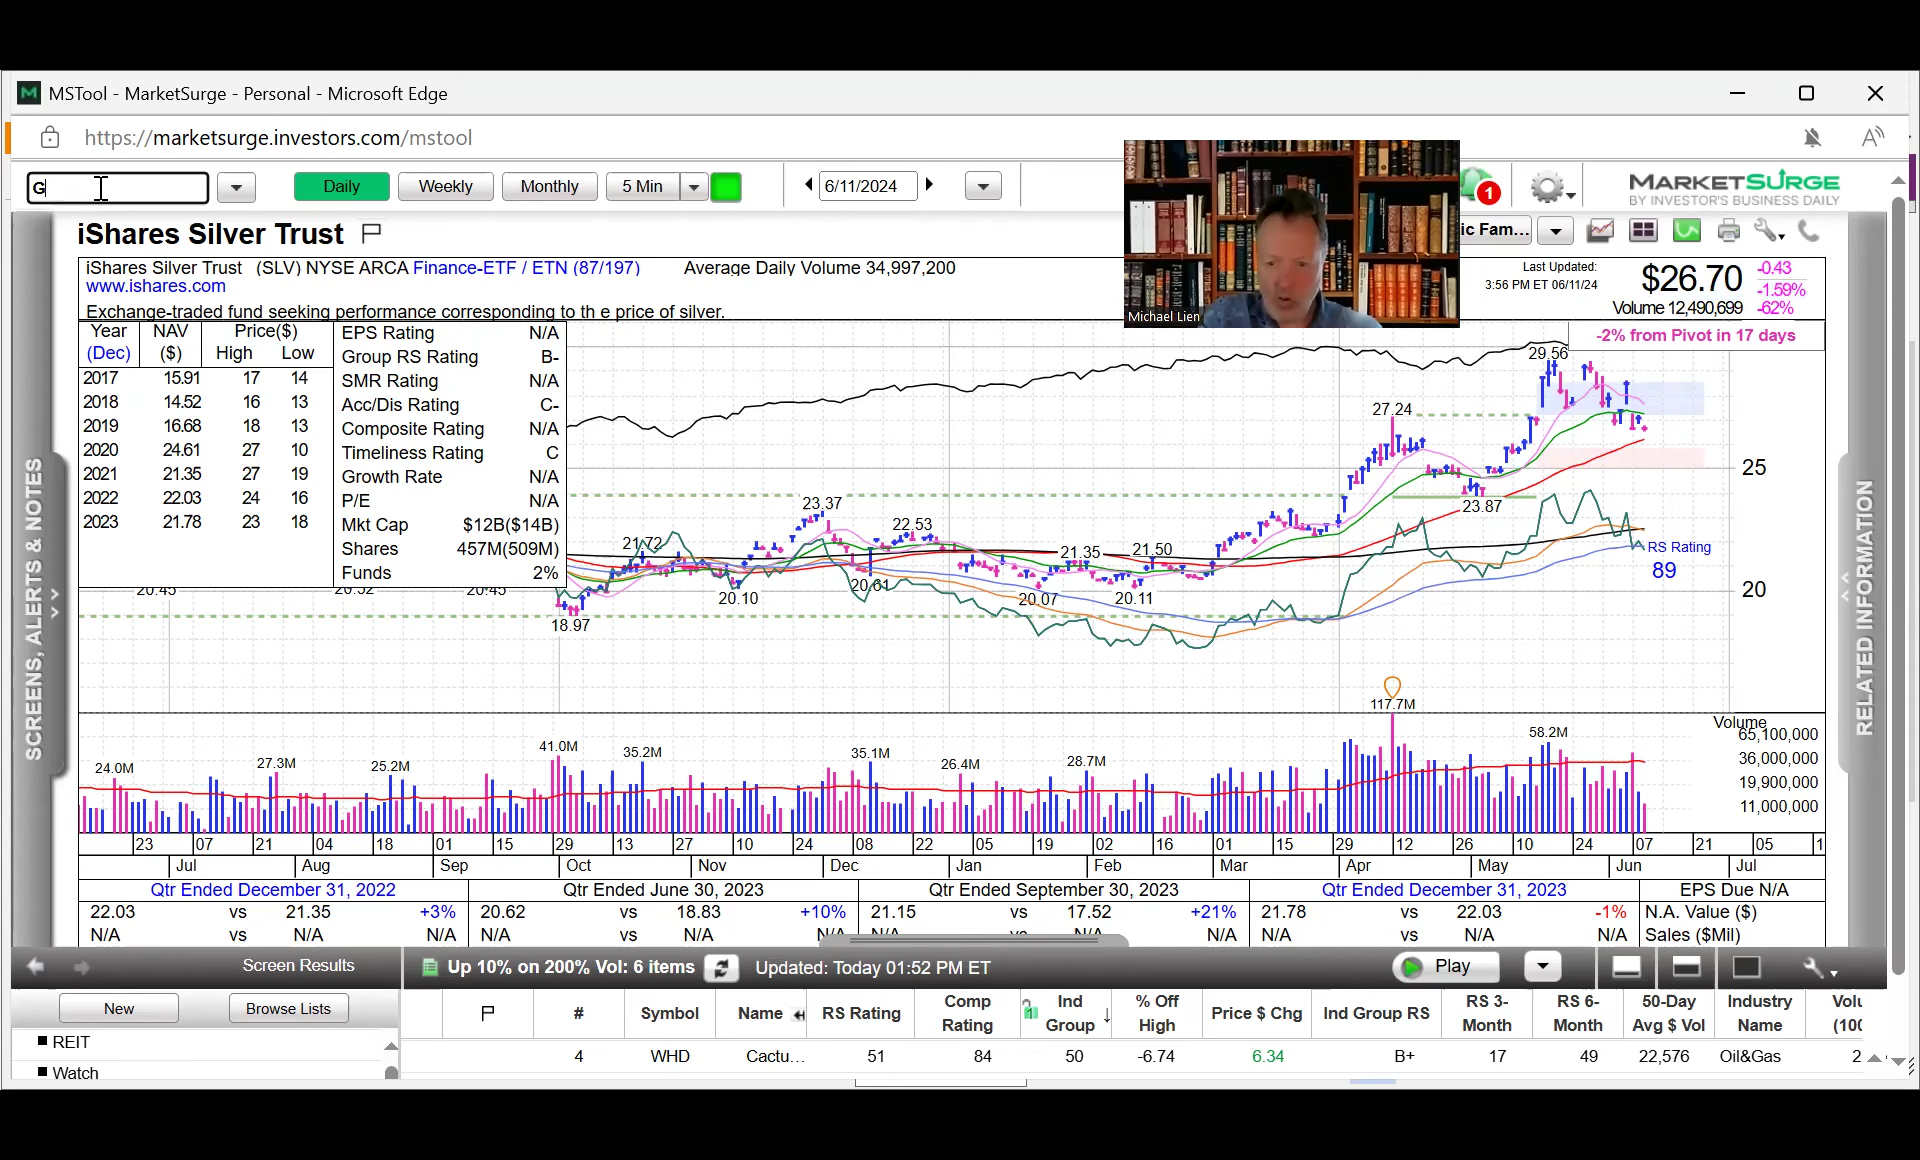 MSTool - MarketSurge - Personal - Microsoft Edge
https://marketsurge.investors.com/mstool
G
Daily
Weekly
Monthly
5 Min
6/11/2024
1
MARKETSURGE
BY INVESTOR'S BUSINESS DAILY
iShares Silver Trust
ic Fam...
iShares Silver Trust (SLV) NYSE ARCA Finance-ETF / ETN (87/197) Average Daily Volume 34,997,200
www.ishares.com
Exchange-traded fund seeking performance corresponding to th e price of silver.
Michael Lien
Last Updated:
3:56 PM ET 06/11/24
$26.70
-0.43
-1.59%
Volume 12,490,699 -62%
-2% from Pivot in 17 days
Year NAV Price($)
(Dec) ($) High Low
2017 15.91 17 14
2018 14.52 16 13
2019 16.68 18 13
2020 24.61 27 10
2021 21.35 27 19
2022 22.03 24 16
2023 21.78 23 18
EPS Rating N/A
Group RS Rating B-
SMR Rating N/A
Acc/Dis Rating C-
Composite Rating N/A
Timeliness Rating C
Growth Rate N/A
P/E N/A
Mkt Cap $12B($14B)
Shares 457M(509M)
Funds 2%
29.56
27.24
25
23.37
22.53
23.87
21.72
21.35
21.50
RS Rating
89
20
20.45
20.52
20.45
20.10
20.61
20.07
20.11
18.97
117.7M
Volume
65,100,000
36,000,000
19,900,000
11,000,000
24.0M
27.3M
25.2M
41.0M
35.2M
35.1M
26.4M
28.7M
58.2M
23 07 21 04 18 01 15 29 13 27 10 24 08 22 05 19 02 16 01 15 29 12 26 10 24 07 21 05 1
Jul Aug Sep Oct Nov Dec Jan Feb Mar Apr May Jun Jul
Qtr Ended December 31, 2022 Qtr Ended June 30, 2023 Qtr Ended September 30, 2023 Qtr Ended December 31, 2023 EPS Due N/A
22.03 vs 21.35 +3% 20.62 vs 18.83 +10% 21.15 vs 17.52 +21% 21.78 vs 22.03 -1% N.A. Value ($)
N/A vs N/A N/A N/A vs N/A N/A N/A vs N/A N/A N/A vs N/A N/A Sales ($Mil)
SCREENS, ALERTS & NOTES
RELATED INFORMATION
Screen Results
Up 10% on 200% Vol: 6 items
Updated: Today 01:52 PM ET
Play
New
Browse Lists
REIT
Watch
# Symbol Name RS Rating Comp Rating Ind Group % Off High Price $ Chg Ind Group RS RS 3-Month RS 6-Month 50-Day Avg $ Vol Industry Name Volu (100
4 WHD Cactu... 51 84 50 -6.74 6.34 B+ 17 49 22,576 Oil&Gas 2